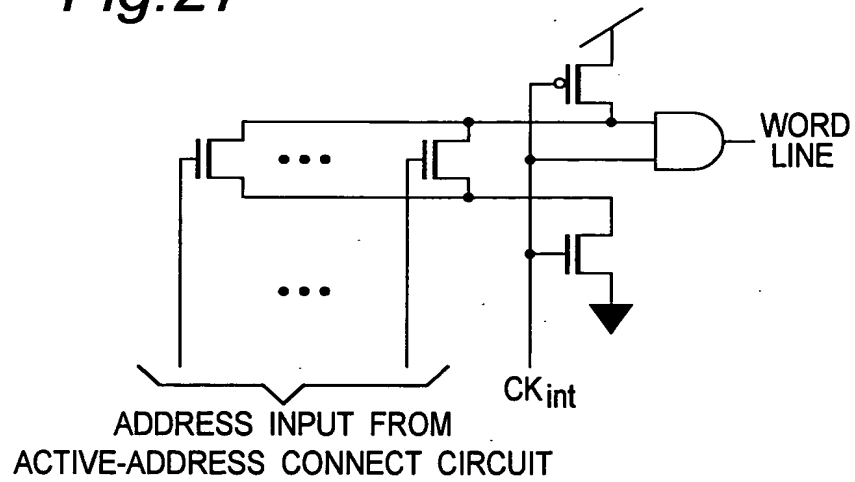 Fig.27
WORD
LINE
CKint
ADDRESS INPUT FROM
ACTIVE-ADDRESS CONNECT CIRCUIT